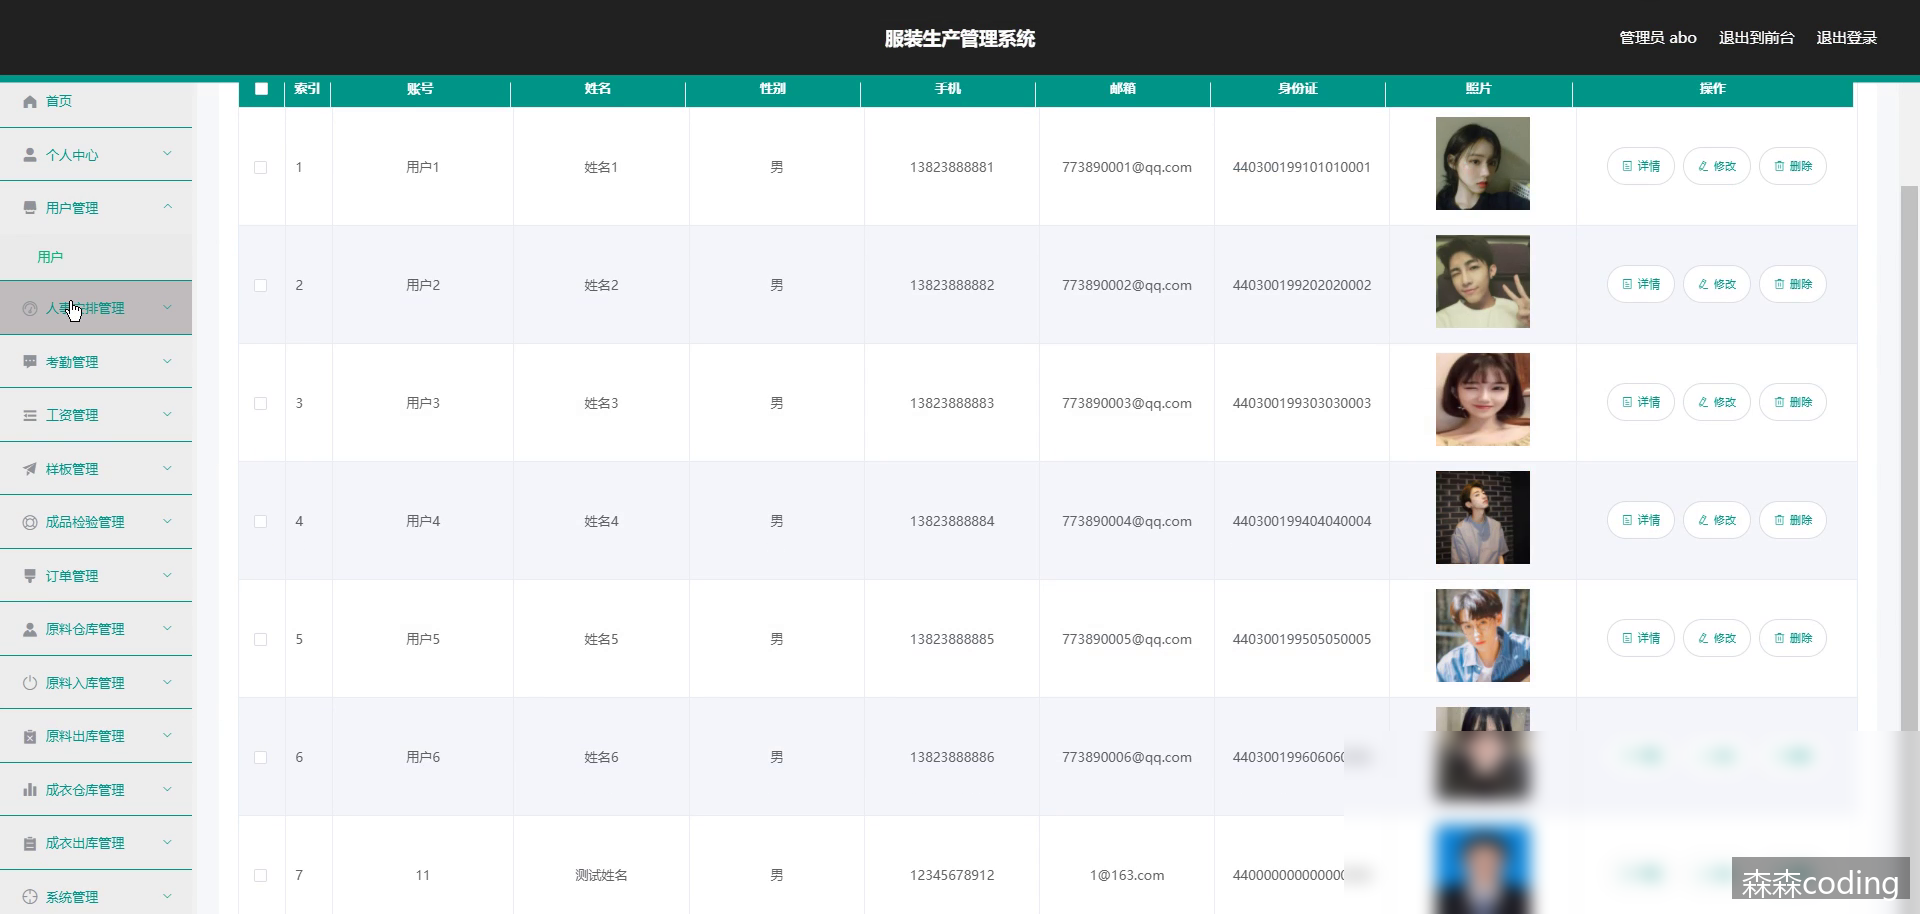 服装生产管理系统
管理员 abo 退出到前台 退出登录
索引 账号 姓名 性别 手机 邮箱 身份证 照片 操作
首页
个人中心
用户管理
用户
人事安排管理
考勤管理
工资管理
样板管理
成品检验管理
订单管理
原料仓库管理
原料入库管理
原料出库管理
成衣仓库管理
成衣出库管理
系统管理
1 用户1 姓名1 男 13823888881 773890001@qq.com 440300199101010001 详情 修改 删除
2 用户2 姓名2 男 13823888882 773890002@qq.com 440300199202020002 详情 修改 删除
3 用户3 姓名3 男 13823888883 773890003@qq.com 440300199303030003 详情 修改 删除
4 用户4 姓名4 男 13823888884 773890004@qq.com 440300199404040004 详情 修改 删除
5 用户5 姓名5 男 13823888885 773890005@qq.com 440300199505050005 详情 修改 删除
6 用户6 姓名6 男 13823888886 773890006@qq.com
7 11 测试姓名 男 12345678912 1@163.com
森森coding